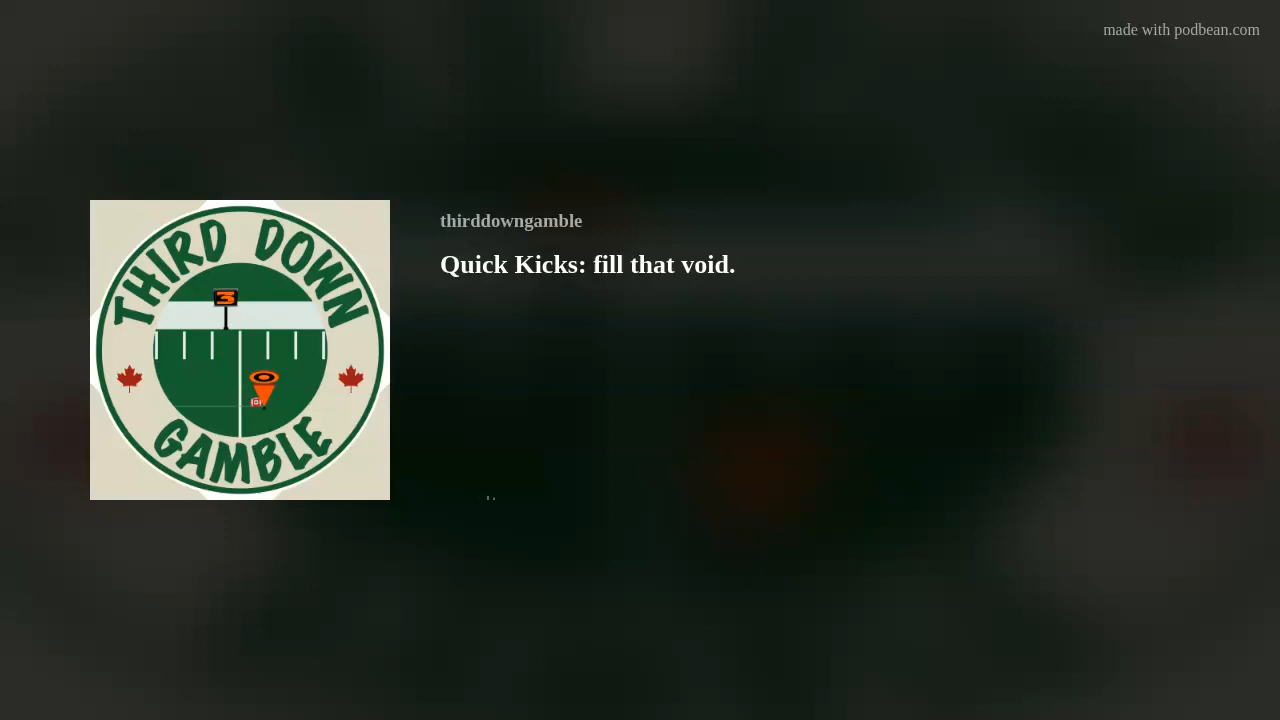 made with podbean.com
THIRD DOWN
3
GAMBLE
thirddowngamble
Quick Kicks: fill that void.